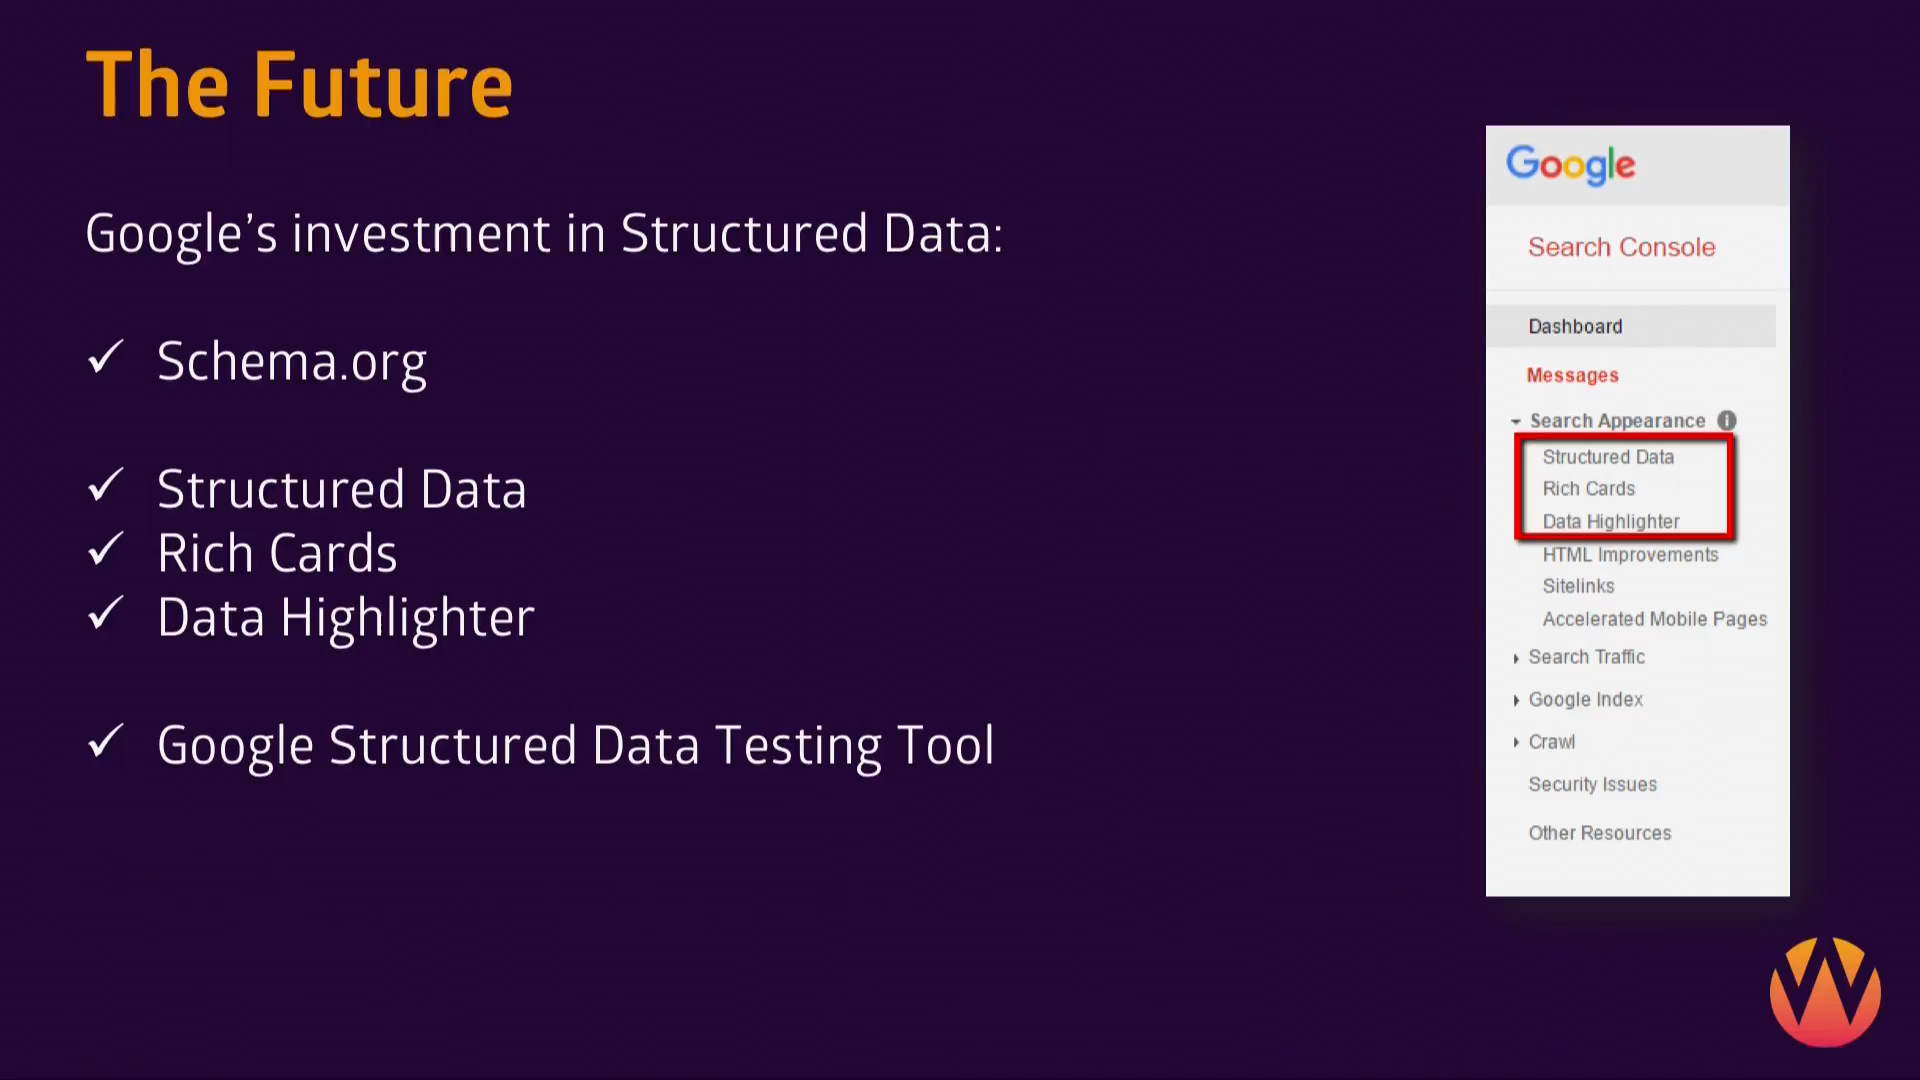 The Future
Google's investment in Structured Data:
Schema.org
Structured Data
Rich Cards
Data Highlighter
Google Structured Data Testing Tool
Google
Search Console
Dashboard
Messages
Search Appearance i
Structured Data
Rich Cards
Data Highlighter
HTML Improvements
Sitelinks
Accelerated Mobile Pages
Search Traffic
Google Index
Crawl
Security Issues
Other Resources
W